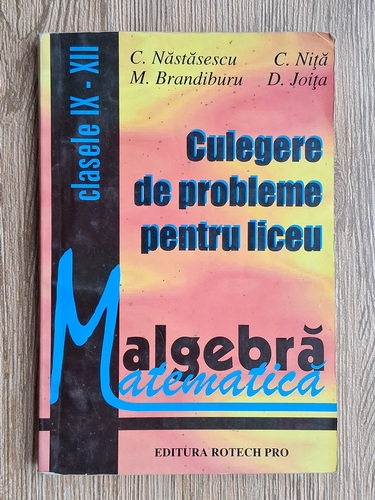 C. Năstăsescu C. Niţă
M. Brandiburu D. Joiţa
clasele IX - XII
Culegere
de probleme
pentru liceu
algebră
Matematică
EDITURA ROTECH PRO